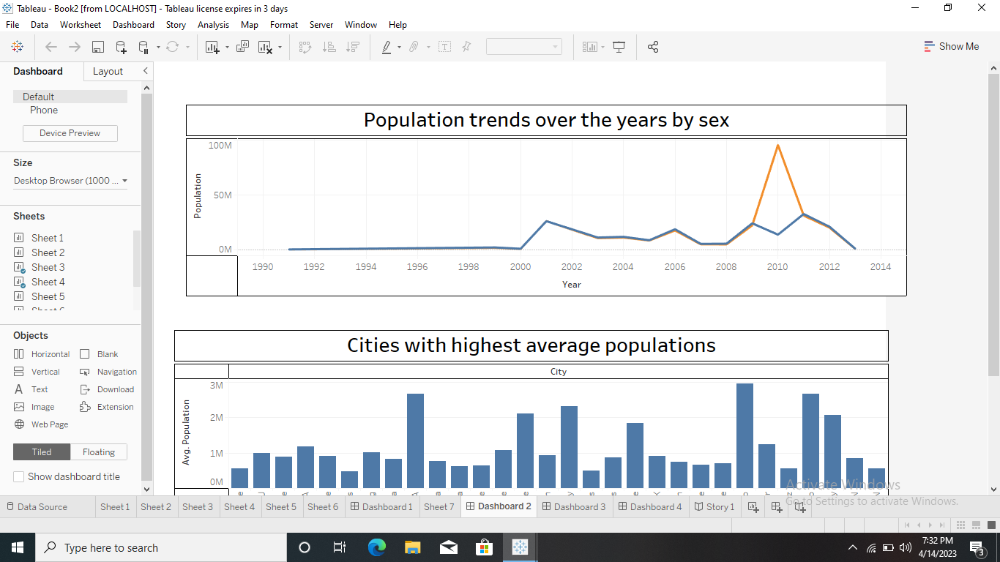 Tableau - Book2 [from LOCALHOST] - Tableau license expires in 3 days
File Data Worksheet Dashboard Story Analysis Map Format Server Window Help
Show Me
Dashboard Layout
Default
Phone
Device Preview
Size
Desktop Browser (1000 ...
Sheets
Sheet 1
Sheet 2
Sheet 3
Sheet 4
Sheet 5
Objects
Horizontal Blank
Vertical Navigation
Text Download
Image Extension
Web Page
Tiled Floating
Show dashboard title
Population trends over the years by sex
100M
50M
0M
Population
1990 1992 1994 1996 1998 2000 2002 2004 2006 2008 2010 2012 2014
Year
Cities with highest average populations
City
3M
2M
1M
0M
Avg. Population
Activate Windows
Go to Settings to activate Windows.
Data Source Sheet 1 Sheet 2 Sheet 3 Sheet 4 Sheet 5 Sheet 6 Dashboard 1 Sheet 7 Dashboard 2 Dashboard 3 Dashboard 4 Story 1
Type here to search
7:32 PM
4/14/2023
3